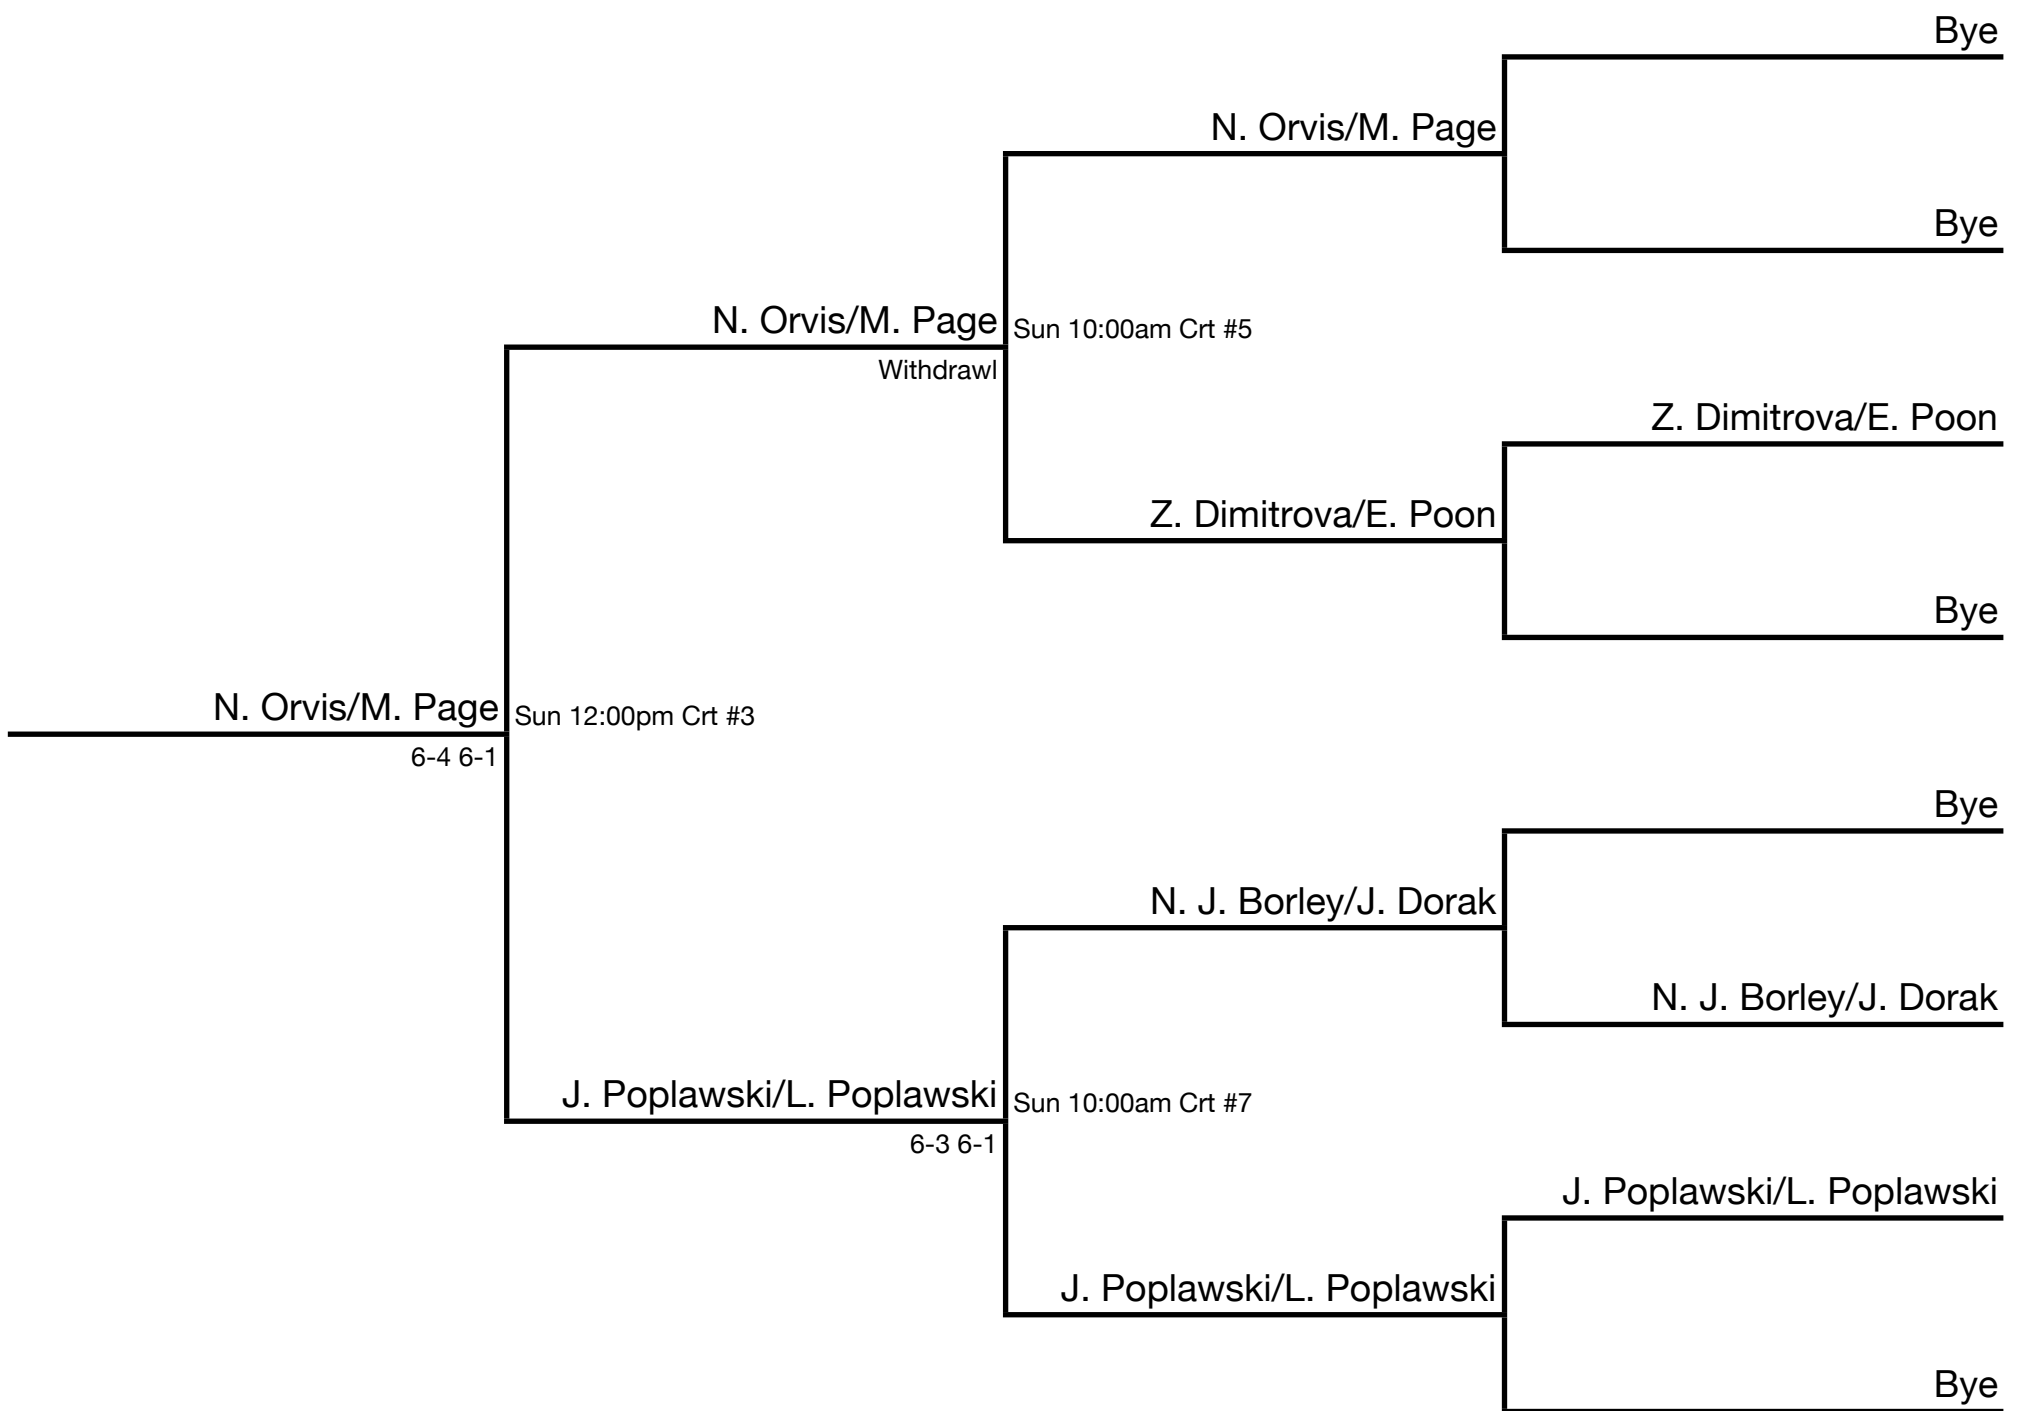 Bye
N. Orvis/M. Page
Bye
N. Orvis/M. Page
Sun 10:00am Crt #5
Withdrawl
Z. Dimitrova/E. Poon
Z. Dimitrova/E. Poon
Bye
N. Orvis/M. Page
Sun 12:00pm Crt #3
6-4 6-1
Bye
N. J. Borley/J. Dorak
N. J. Borley/J. Dorak
J. Poplawski/L. Poplawski
Sun 10:00am Crt #7
6-3 6-1
J. Poplawski/L. Poplawski
J. Poplawski/L. Poplawski
Bye